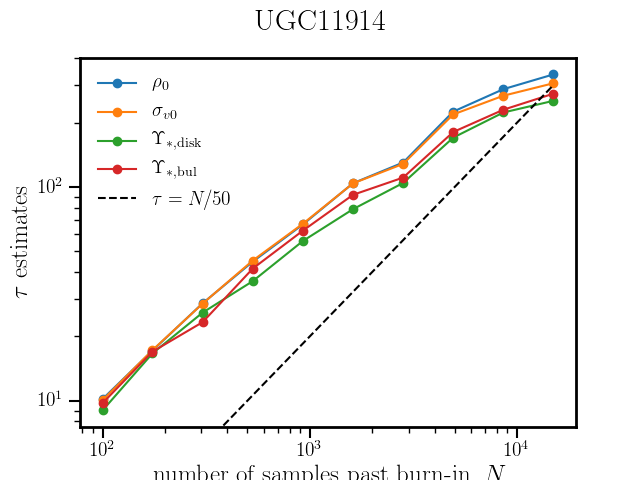 UGC11914
ρ₀
σᵥ₀
ϒ*,disk
ϒ*,bul
τ = N/50
τ estimates
10²
10¹
10² 10³ 10⁴
number of samples past burn-in, N